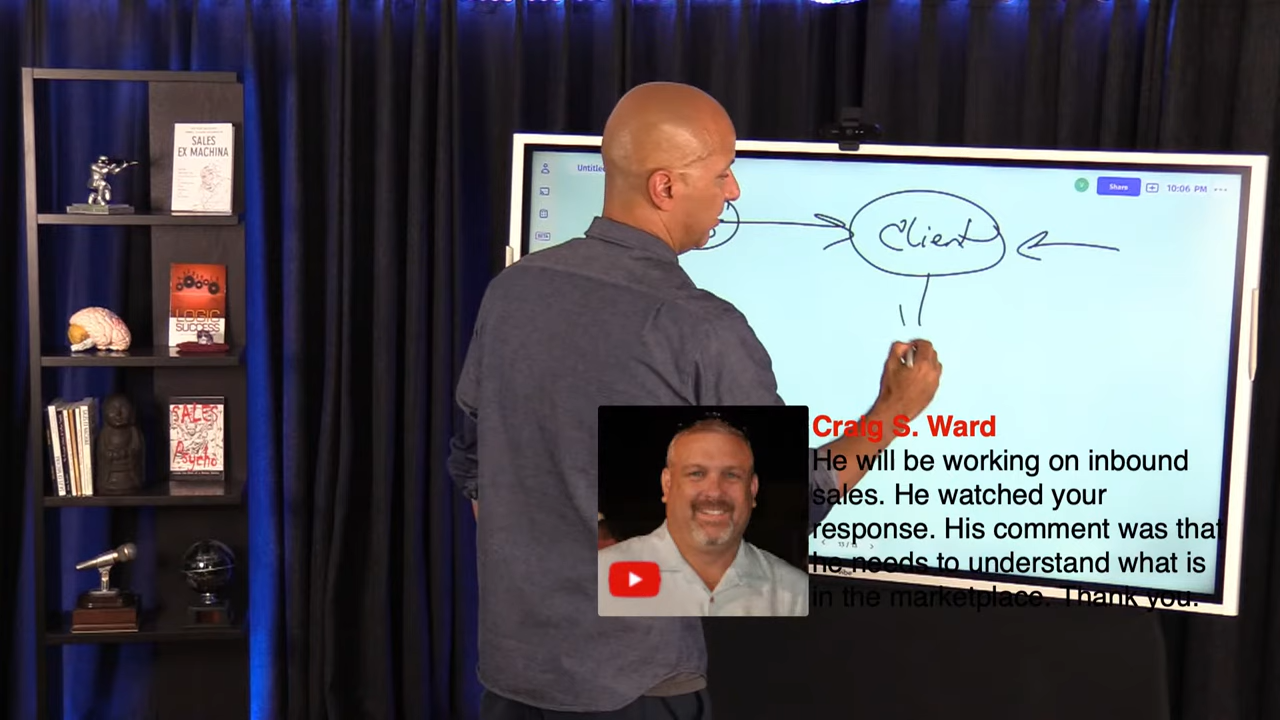 SALES
EX MACHINA
LOGIC
SUCCESS
SALES
Psycho
Untitled
Share
10:06 PM
Client
Craig S. Ward
He will be working on inbound
sales. He watched your
response. His comment was that
he needs to understand what is
in the marketplace. Thank you.